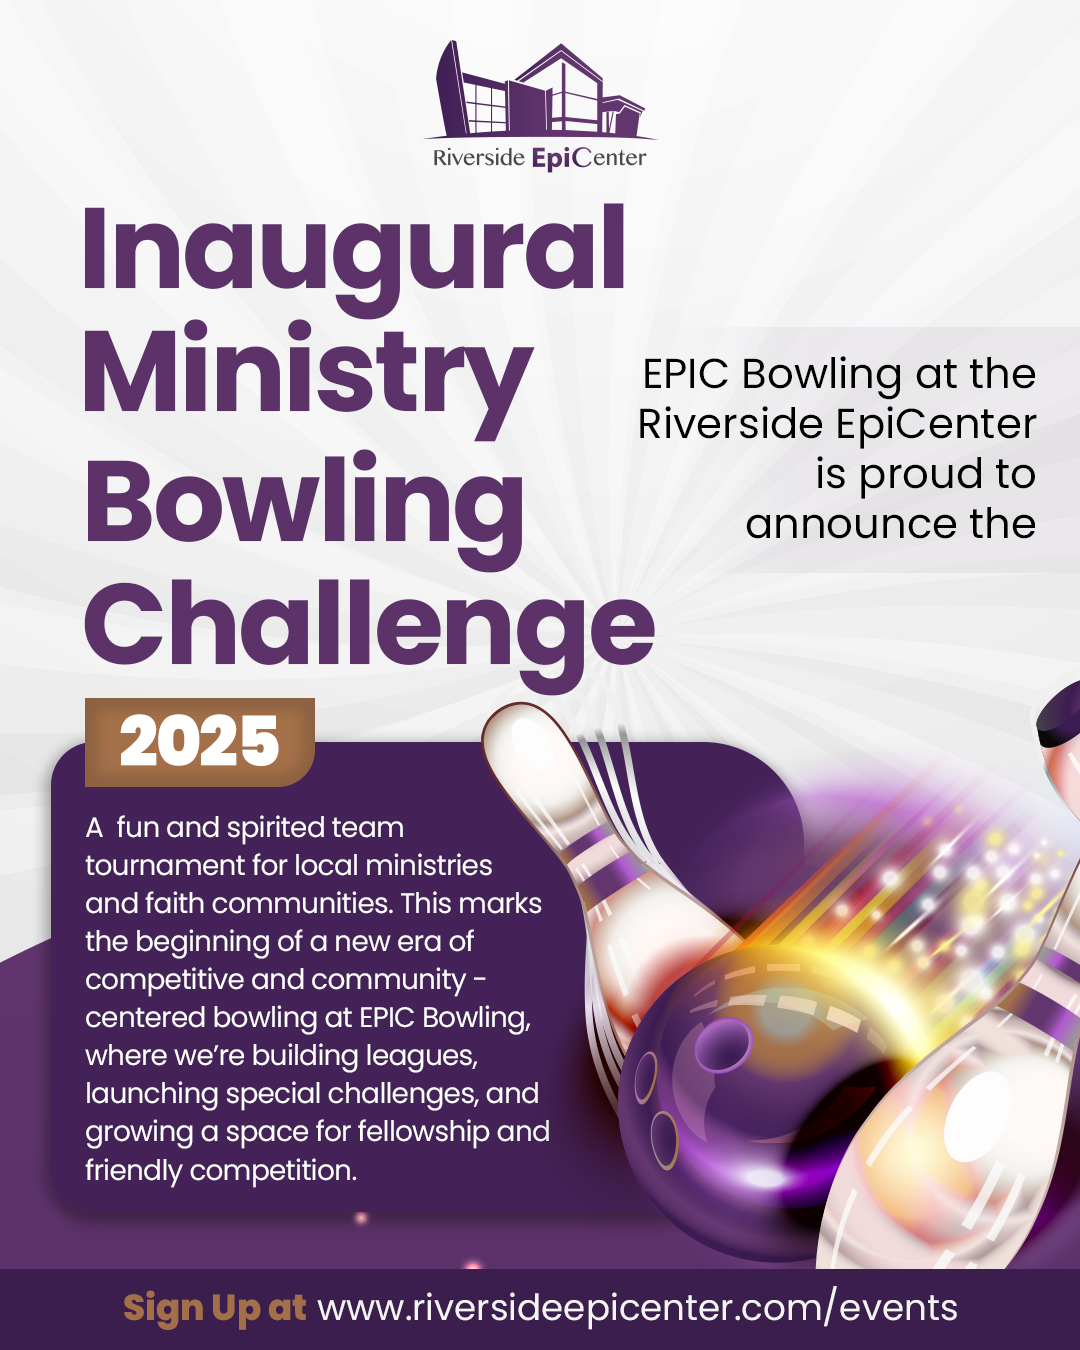 Riverside EpiCenter
Inaugural
Ministry
Bowling
Challenge
EPIC Bowling at the
Riverside EpiCenter
is proud to
announce the
2025
A fun and spirited team
tournament for local ministries
and faith communities. This marks
the beginning of a new era of
competitive and community -
centered bowling at EPIC Bowling,
where we’re building leagues,
launching special challenges, and
growing a space for fellowship and
friendly competition.
Sign Up at www.riversideepicenter.com/events